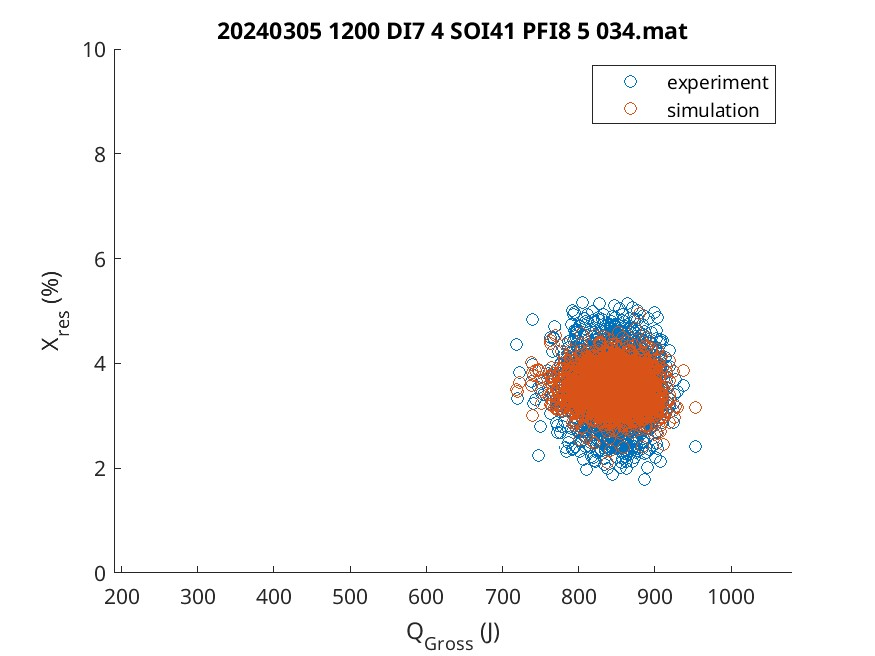 20240305 1200 DI7 4 SOI41 PFI8 5 034.mat
10
8
6
4
2
0
X_res (%)
experiment
simulation
200 300 400 500 600 700 800 900 1000
Q_Gross (J)